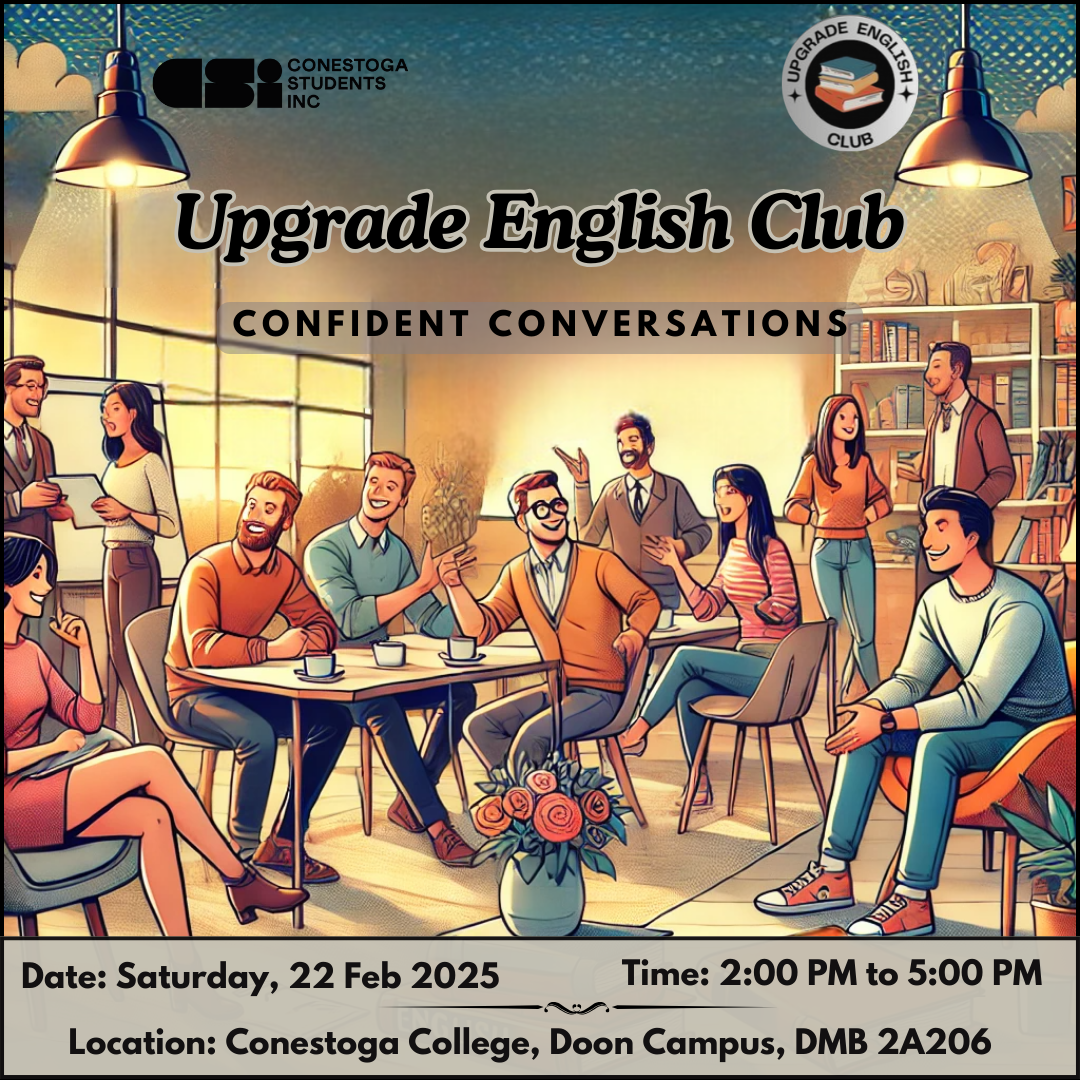 CSi CONESTOGA
STUDENTS
INC
UPGRADE ENGLISH
CLUB
Upgrade English Club
CONFIDENT CONVERSATIONS
Date: Saturday, 22 Feb 2025
Time: 2:00 PM to 5:00 PM
Location: Conestoga College, Doon Campus, DMB 2A206